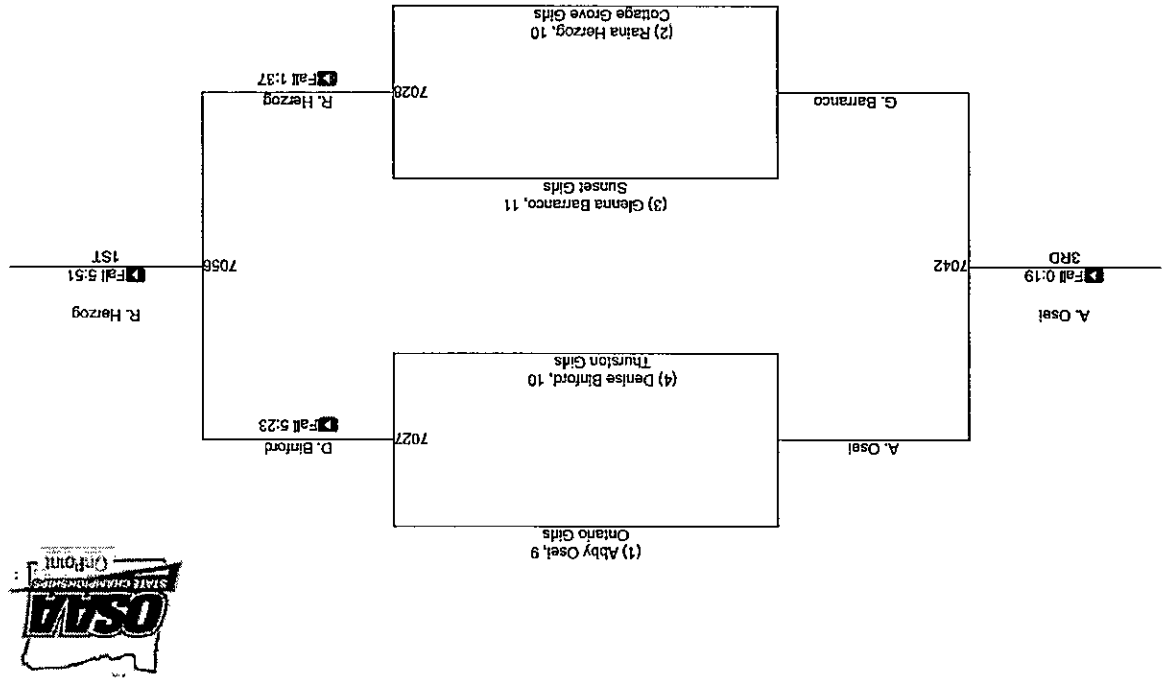 OSAA
STATE CHAMPIONSHIPS
OnPoint
(1) Abby Osei, 9
Ontario Girls
A. Osei
7027
D. Binford
Fall 5:23
(4) Denise Binford, 10
Thurston Girls
A. Osei
Fall 0:19
3RD
7042
7056
R. Herzog
Fall 5:51
1ST
(3) Glenna Barranco, 11
Sunset Girls
G. Barranco
7028
R. Herzog
Fall 1:37
(2) Raina Herzog, 10
Cottage Grove Girls